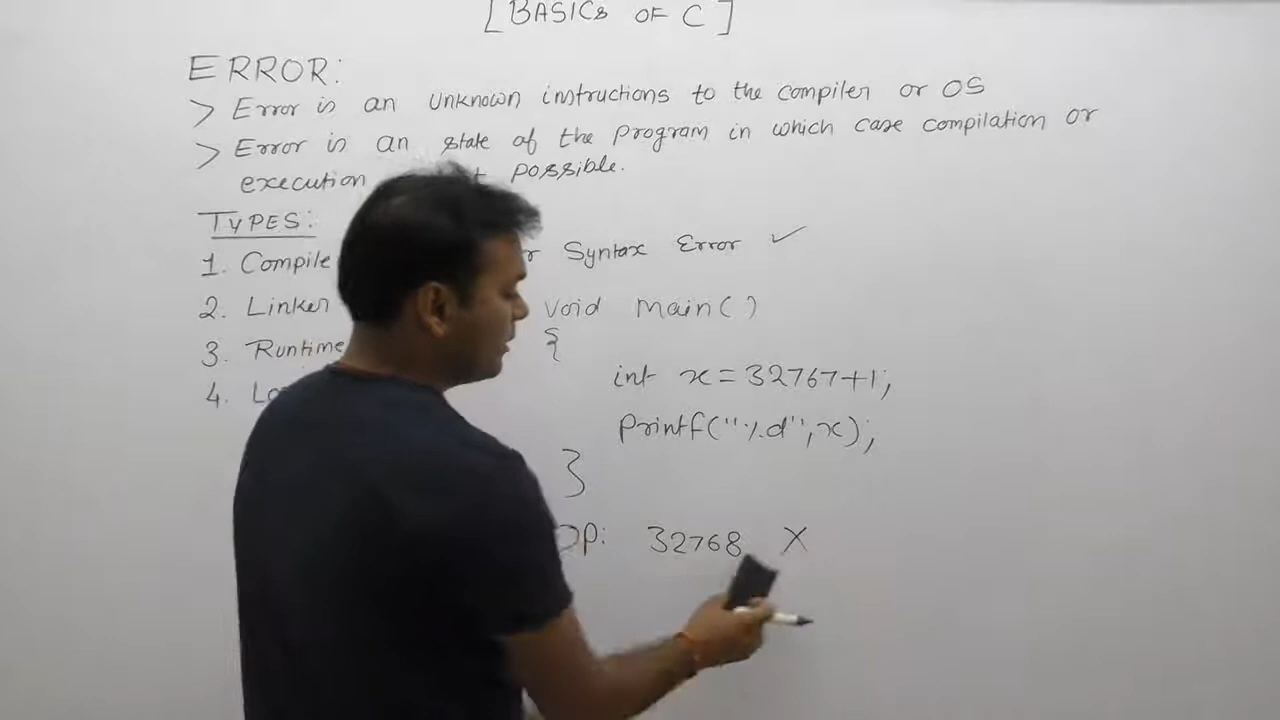 [BASICS OF C]
ERROR:
> Error is an unknown instructions to the compiler or OS
> Error is an state of the program in which case compilation or
execution possible.
TYPES:
1. Compile Syntax Error ✓
2. Linker
3. Runtime
4.
void main()
{
int x=32767+1;
printf("%d",x);
}
OP: 32768 X